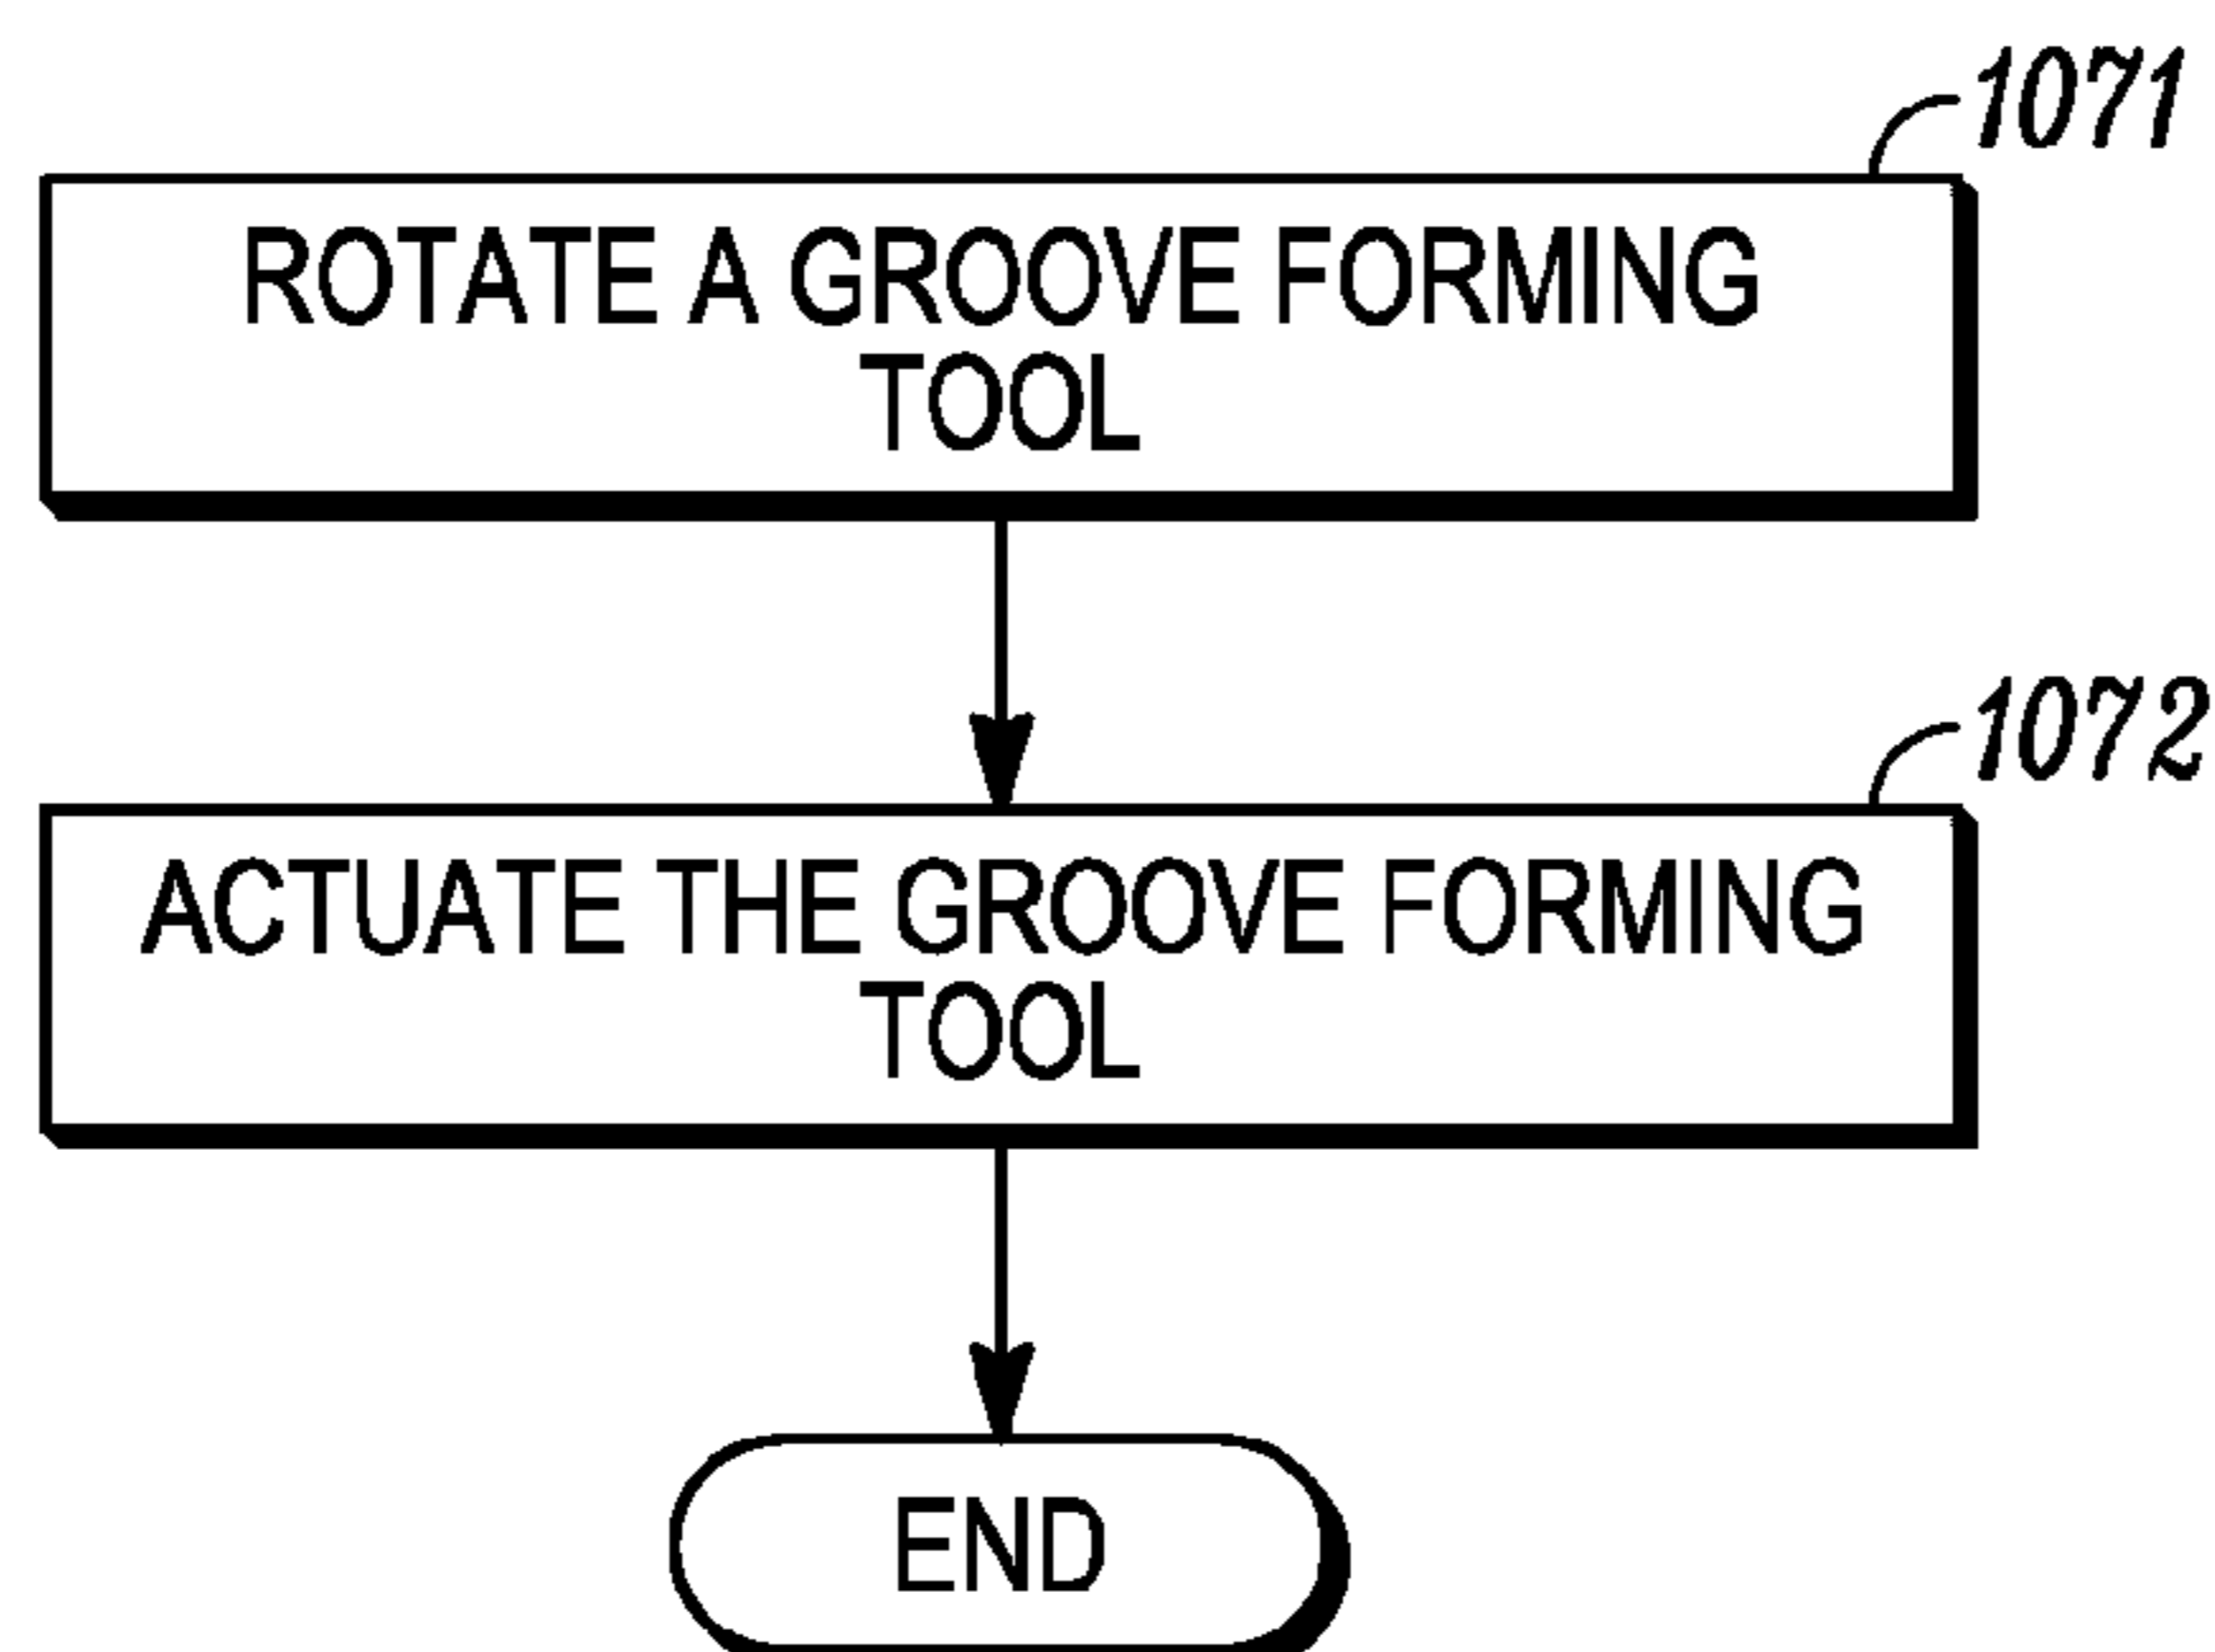 1071
ROTATE A GROOVE FORMING
TOOL
1072
ACTUATE THE GROOVE FORMING
TOOL
END